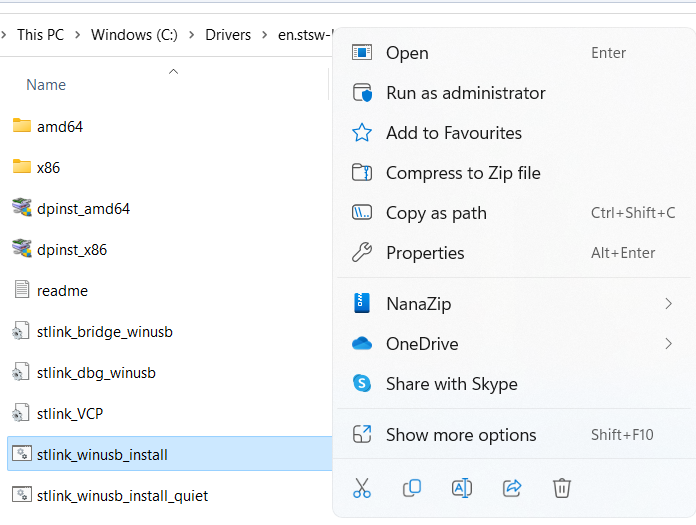 This PC > Windows (C:) > Drivers > en.stsw-l
Name
amd64
x86
dpinst_amd64
dpinst_x86
readme
stlink_bridge_winusb
stlink_dbg_winusb
stlink_VCP
stlink_winusb_install
stlink_winusb_install_quiet
Open Enter
Run as administrator
Add to Favourites
Compress to Zip file
Copy as path Ctrl+Shift+C
Properties Alt+Enter
NanaZip
OneDrive
Share with Skype
Show more options Shift+F10